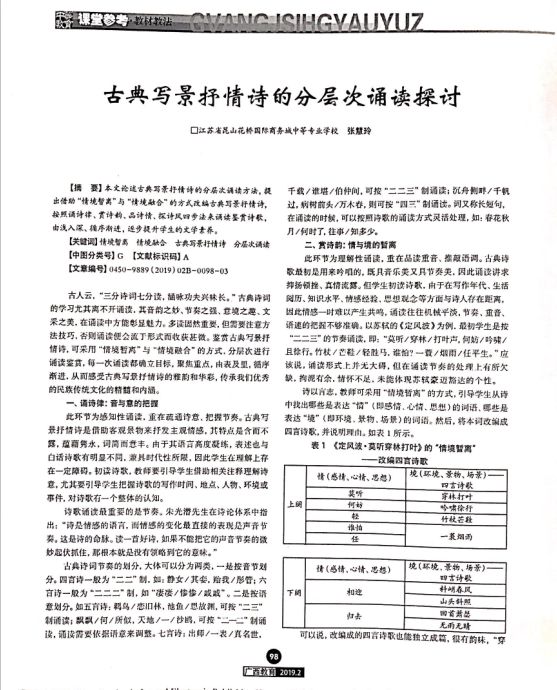 中学教育 课堂参考 教材教法 GVANGJSIHGYAUYUZ
古典写景抒情诗的分层次诵读探讨
□江苏省昆山花桥国际商务城中等专业学校 张慧玲
【摘 要】本文论述古典写景抒情诗的分层次诵读方法,提
出借助“情境暂离”与“情境融合”的方式改编古典写景抒情诗,
按照诵诗律、赏诗韵、品诗情、探诗风四步法来诵读鉴赏诗歌,
由浅入深、循序渐进,逐步提升学生的文学素养。
【关键词】情境暂离 情境融合 古典写景抒情诗 分层次诵读
【中图分类号】G 【文献标识码】A
【文章编号】0450-9889(2019)02B-0098-03
古人云,“三分诗词七分读,涵咏功夫兴味长。”古典诗词
的学习尤其离不开诵读,其音韵之妙、节奏之强、意境之趣、文
采之美,在诵读中方能彰显魅力。多读固然重要,但需要注意方
法技巧,否则诵读便会流于形式而收获甚微。鉴赏古典写景抒
情诗,可采用“情境暂离”与“情境融合”的方式,分层次进行
诵读鉴赏,每一次诵读都确立目标,聚焦重点,由表及里,循序
渐进,从而感受古典写景抒情诗的雅韵和华彩,传承我们优秀
的民族传统文化的精髓和内涵。
一、诵诗律:音与意的把握
此环节为感知性诵读,重在疏通诗意、把握节奏。古典写
景抒情诗是借助客观景物来抒发主观情感,其特点是含而不
露,蕴藉隽永,词简而意丰。由于其语言高度凝练,表述也与
白话诗歌有明显不同,兼具时代性所限,因此学生在理解上存
在一定障碍。初读诗歌,教师要引导学生借助相关注释理解诗
意,尤其要引导学生把握诗歌的写作时间、地点、人物、环境或
事件,对诗歌有一个整体的认知。
诗歌诵读最重要的是节奏。朱光潜先生在诗论体系中指
出:“诗是情感的语言,而情感的变化最直接的表现是声音节
奏。这是诗的命脉。读一首好诗,如果不能把它的声音节奏的微
妙起伏抓住,那根本就是没有领略到它的意味。”
古典诗词节奏的划分,大体可以分为两类,一是按音节划
分。四言诗一般为“二二”制,如:静女/其姿,贻我/彤管;六
言诗一般为“二二二”制,如“凄凄/惨惨/戚戚”。二是按语
意划分。如五言诗:羁鸟/恋旧林,池鱼/思故渊,可按“二三”
制诵读;飘飘/何/所似,天地/一/沙鸥,可按“二一二”制诵
读,诵读需要依据语意来调整。七言诗:出师/一表/真名世,
千载/谁堪/伯仲间,可按“二二三”制诵读;沉舟侧畔/千帆
过,病树前头/万木春,则可按“四三”制诵读。词又称长短句,
在诵读的时候,可以按照诗歌的诵读方式灵活处理,如:春花秋
月/何时了,往事/知多少。
二、赏诗韵:情与境的暂离
此环节为理解性诵读,重在品读重音、推敲语调。古典诗
歌最初是用来吟唱的,既具音乐美又具节奏美,因此诵读讲求
抑扬顿挫、真情流露。但学生初读诗歌,由于在写作年代、生活
阅历、知识水平、情感经验、思想观念等方面与诗人存在距离,
因此情感一时难以产生共鸣,诵读往往机械平淡,节奏、重音、
语速的把握不够准确。以苏轼的《定风波》为例,最初学生是按
“二二三”的节奏诵读,即:“莫听/穿林/打叶声,何妨/吟啸/
且徐行。竹杖/芒鞋/轻胜马,谁怕?一蓑/烟雨/任平生。”应
该说,诵读形式上并无大碍,但在诵读节奏的处理上有所欠
缺,拘泥有余,情怀不足,未能体现苏轼豪迈豁达的个性。
诗以言志,教师可采用“情境暂离”的方式,引导学生从诗
中找出哪些是表达“情”(即感情、心情、思想)的词语,哪些是
表达“境”(即环境、景物、场景)的词语。然后,将本词改编成
四言诗歌,并说明理由。如表1所示。
表1 《定风波·莫听穿林打叶》的“情境暂离”
——改编四言诗歌
情(感情、心情、思想) 境(环境、景物、场景)——
四言诗歌
上阕
莫听 穿林打叶
何妨 吟啸徐行
轻 竹杖芒鞋
谁怕
任 一蓑烟雨
情(感情、心情、思想) 境(环境、景物、场景)——
四言诗歌
下阕
相迎 料峭春风
山头斜照
归去 回首萧瑟
无雨无晴
可以说,改编成的四言诗歌也能独立成篇,很有韵味,“穿
98
广西教育 2019.2